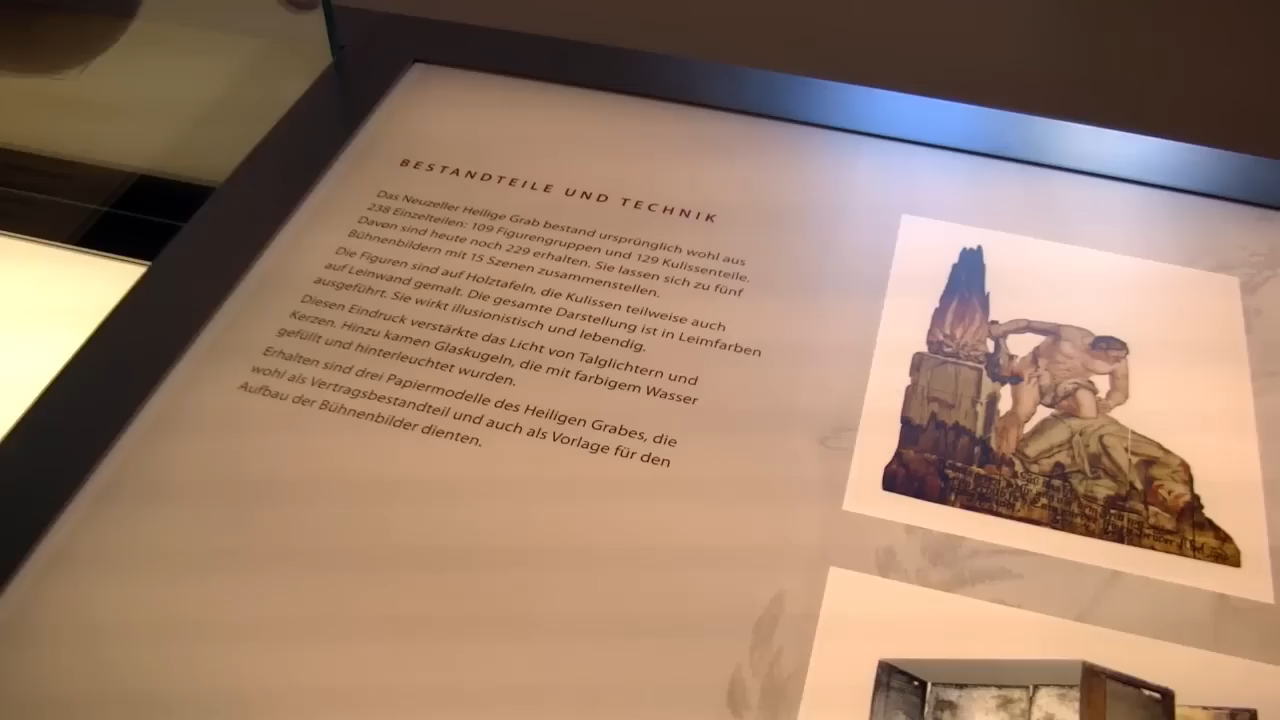 BESTANDTEILE UND TECHNIK
Das Neuzeller Heilige Grab bestand ursprünglich wohl aus
238 Einzelteilen: 109 Figurengruppen und 129 Kulissenteile.
Davon sind heute noch 229 erhalten. Sie lassen sich zu fünf
Bühnenbildern mit 15 Szenen zusammenstellen.
Die Figuren sind auf Holztafeln, die Kulissen teilweise auch
auf Leinwand gemalt. Die gesamte Darstellung ist in Leimfarben
ausgeführt. Sie wirkt illusionistisch und lebendig.
Diesen Eindruck verstärkte das Licht von Talglichtern und
Kerzen. Hinzu kamen Glaskugeln, die mit farbigem Wasser
gefüllt und hinterleuchtet wurden.
Erhalten sind drei Papiermodelle des Heiligen Grabes, die
wohl als Vertragsbestandteil und auch als Vorlage für den
Aufbau der Bühnenbilder dienten.